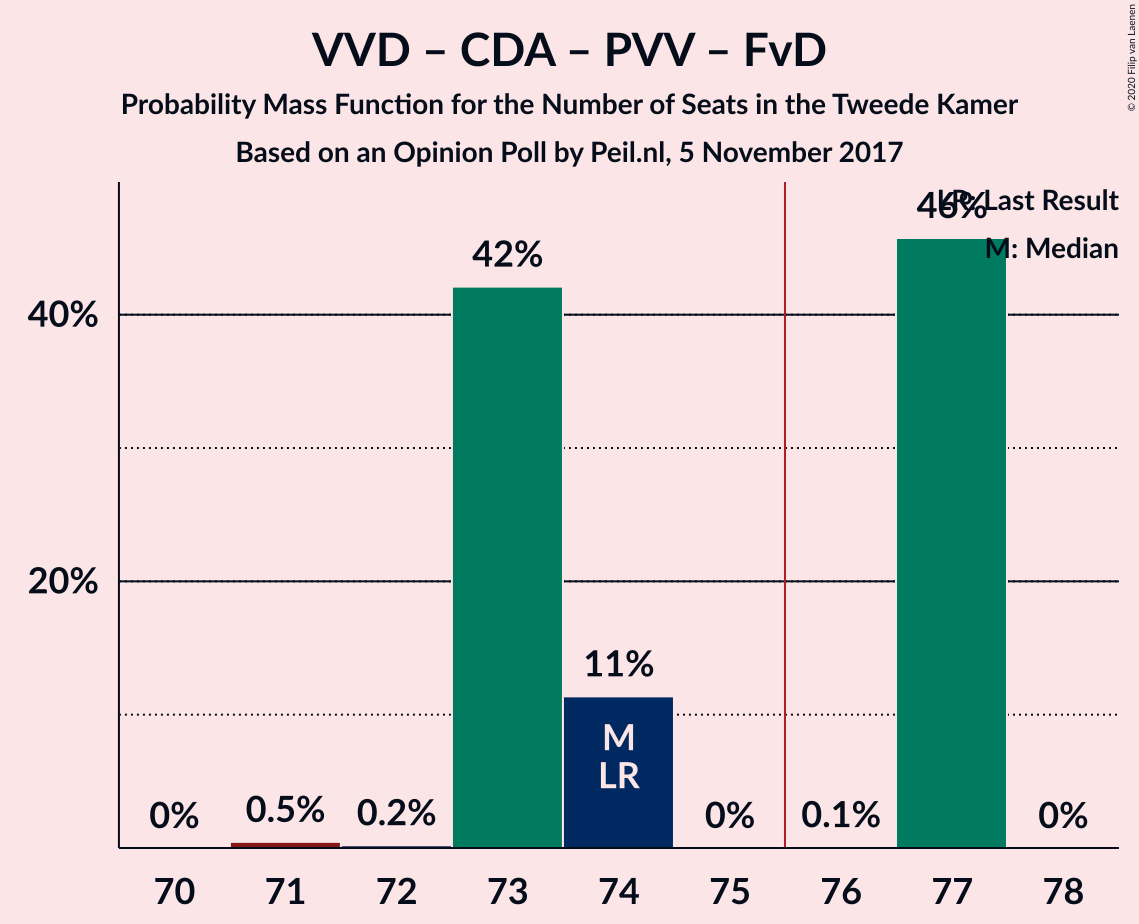 VVD – CDA – PVV – FvD
Probability Mass Function for the Number of Seats in the Tweede Kamer
Based on an Opinion Poll by Peil.nl, 5 November 2017
© 2020 Filip van Laenen
LR: Last Result
M: Median
46%
42%
40%
20%
11%
M
LR
0%
0.5%
0.2%
0%
0.1%
0%
70
71
72
73
74
75
76
77
78